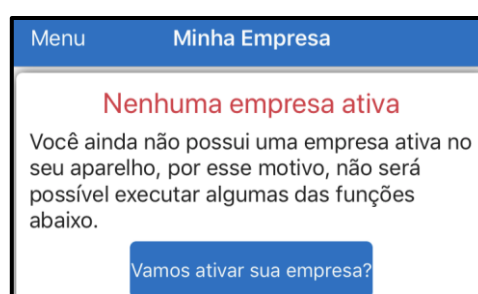 Menu Minha Empresa
Nenhuma empresa ativa
Você ainda não possui uma empresa ativa no
seu aparelho, por esse motivo, não será
possível executar algumas das funções
abaixo.
Vamos ativar sua empresa?